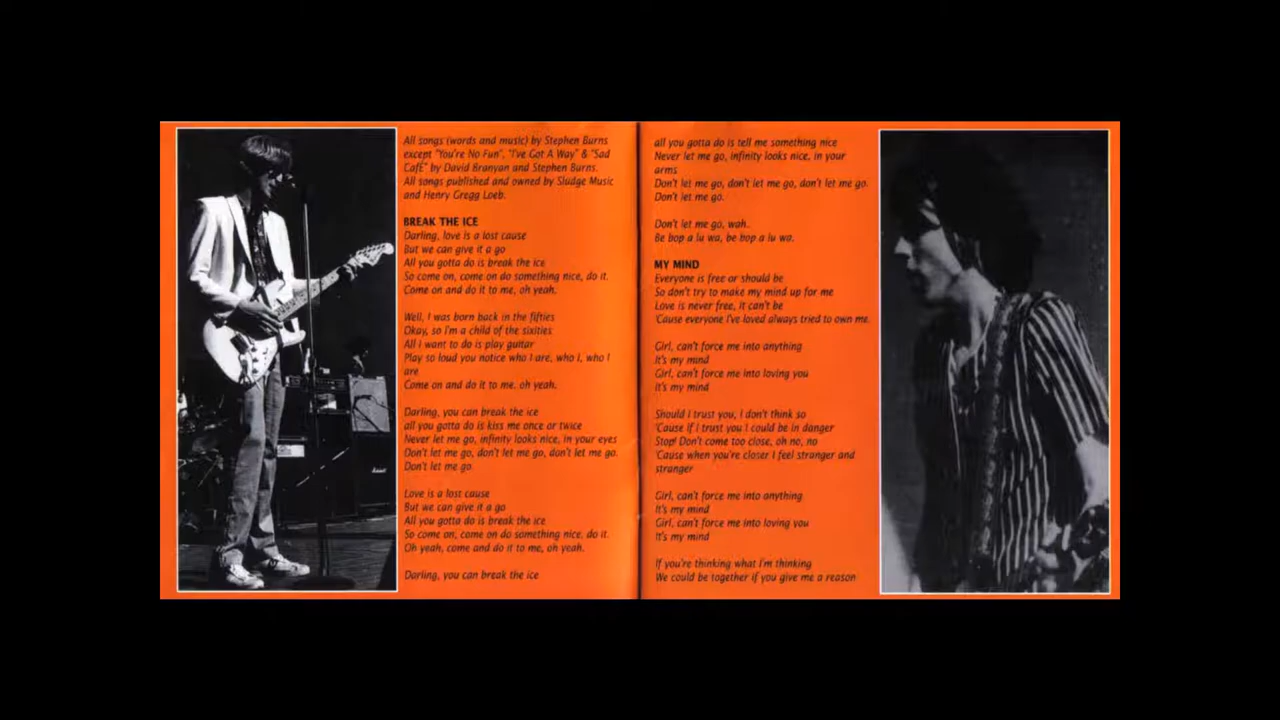 All songs (words and music) by Stephen Burns
except "You're No Fun", "I've Got A Way" & "Sad
Café" by David Branyan and Stephen Burns.
All songs published and owned by Sludge Music
and Henry Gregg Loeb.
BREAK THE ICE
Darling, love is a lost cause
But we can give it a go
All you gotta do is break the ice
So come on, come on do something nice, do it.
Come on and do it to me, oh yeah.
Well, I was born back in the fifties
Okay, so I'm a child of the sixities
All I want to do is play guitar
Play so loud you notice who I are, who I, who I
are
Come on and do it to me, oh yeah.
Darling, you can break the ice
all you gotta do is kiss me once or twice
Never let me go, infinity looks nice, in your eyes
Don't let me go, don't let me go, don't let me go.
Don't let me go.
Love is a lost cause
But we can give it a go
All you gotta do is break the ice
So come on, come on do something nice, do it.
Oh yeah, come and do it to me, oh yeah.
Darling, you can break the ice
all you gotta do is tell me something nice
Never let me go, infinity looks nice, in your
arms
Don't let me go, don't let me go, don't let me go.
Don't let me go.
Don't let me go, wah..
Be bop a lu wa, be bop a lu wa.
MY MIND
Everyone is free or should be
So don't try to make my mind up for me
Love is never free, it can't be
'Cause everyone I've loved always tried to own me.
Girl, can't force me into anything
It's my mind
Girl, can't force me into loving you
It's my mind
Should I trust you, I don't think so
'Cause if I trust you I could be in danger
Stop! Don't come too close, oh no, no
'Cause when you're closer I feel stranger and
stranger
Girl, can't force me into anything
It's my mind
Girl, can't force me into loving you
It's my mind
If you're thinking what I'm thinking
We could be together if you give me a reason